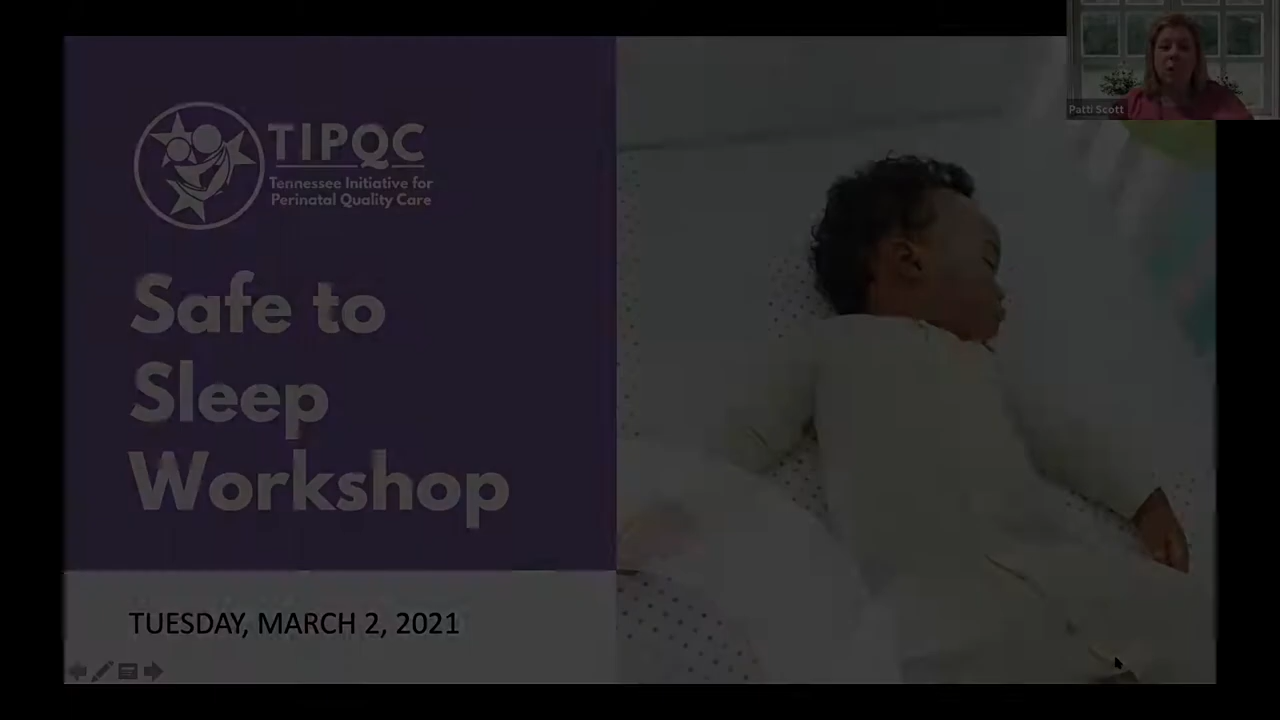 TIPQC
Tennessee Initiative for
Perinatal Quality Care
Safe to
Sleep
Workshop
TUESDAY, MARCH 2, 2021
Patti Scott